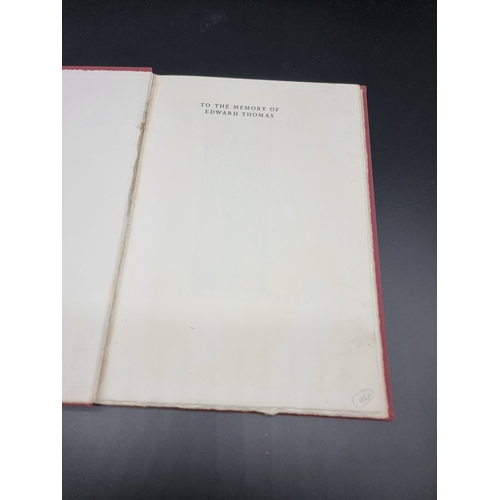 TO THE MEMORY OF
EDWARD THOMAS